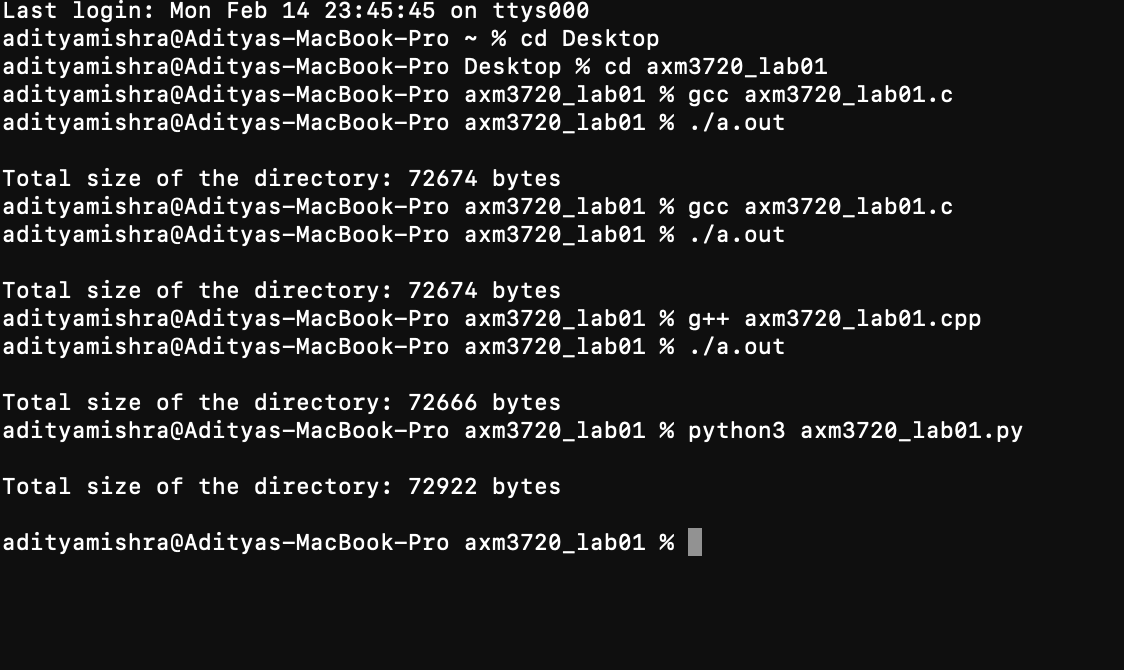 Last login: Mon Feb 14 23:45:45 on ttys000
adityamishra@Adityas-MacBook-Pro ~ % cd Desktop
adityamishra@Adityas-MacBook-Pro Desktop % cd axm3720_lab01
adityamishra@Adityas-MacBook-Pro axm3720_lab01 % gcc axm3720_lab01.c
adityamishra@Adityas-MacBook-Pro axm3720_lab01 % ./a.out
Total size of the directory: 72674 bytes
adityamishra@Adityas-MacBook-Pro axm3720_lab01 % gcc axm3720_lab01.c
adityamishra@Adityas-MacBook-Pro axm3720_lab01 % ./a.out
Total size of the directory: 72674 bytes
adityamishra@Adityas-MacBook-Pro axm3720_lab01 % g++ axm3720_lab01.cpp
adityamishra@Adityas-MacBook-Pro axm3720_lab01 % ./a.out
Total size of the directory: 72666 bytes
adityamishra@Adityas-MacBook-Pro axm3720_lab01 % python3 axm3720_lab01.py
Total size of the directory: 72922 bytes
adityamishra@Adityas-MacBook-Pro axm3720_lab01 %